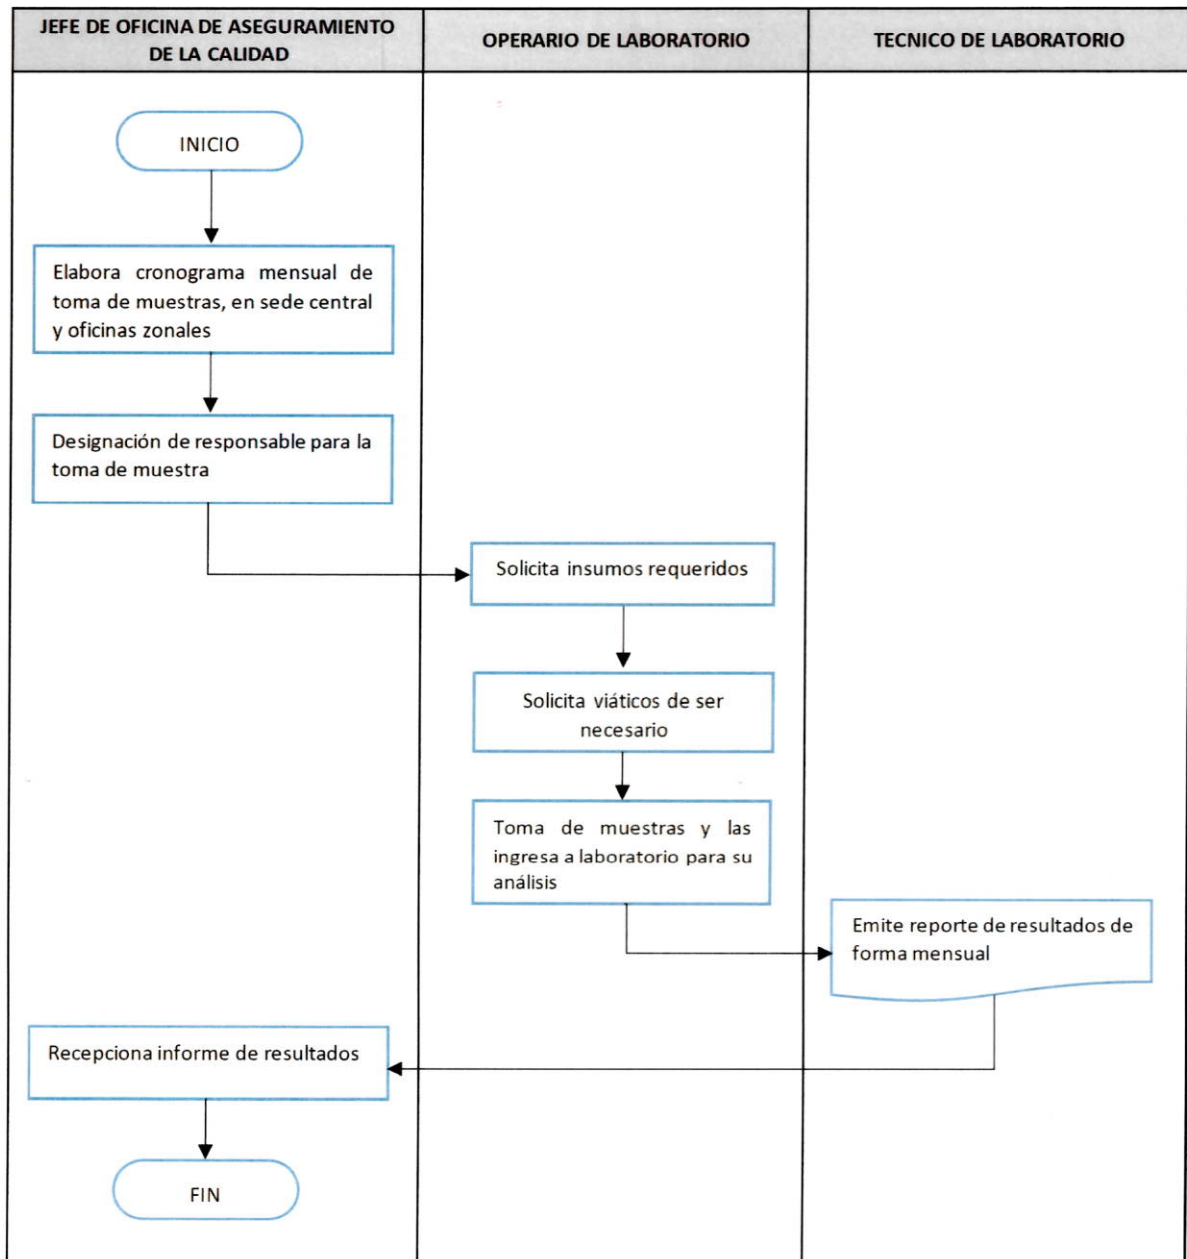 JEFE DE OFICINA DE ASEGURAMIENTO
DE LA CALIDAD
OPERARIO DE LABORATORIO
TECNICO DE LABORATORIO
INICIO
Elabora cronograma mensual de
toma de muestras, en sede central
y oficinas zonales
Designación de responsable para la
toma de muestra
Solicita insumos requeridos
Solicita viáticos de ser
necesario
Toma de muestras y las
ingresa a laboratorio para su
análisis
Emite reporte de resultados de
forma mensual
Recepciona informe de resultados
FIN